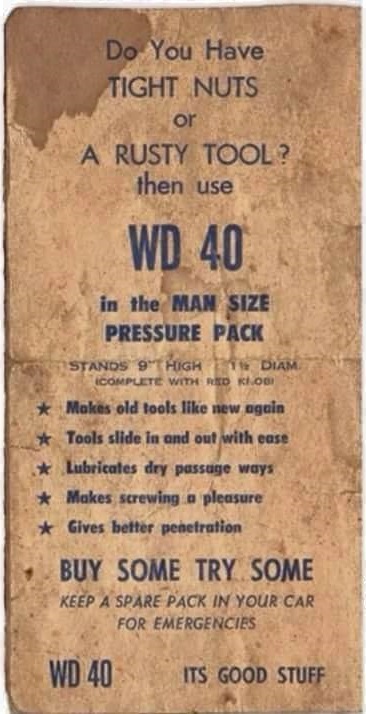 Do You Have
TIGHT NUTS
or
A RUSTY TOOL?
then use
WD 40
in the MAN SIZE
PRESSURE PACK
STANDS 9" HIGH 1½ DIAM
(COMPLETE WITH RED KNOB)
★ Makes old tools like new again
★ Tools slide in and out with ease
★ Lubricates dry passage ways
★ Makes screwing a pleasure
★ Gives better penetration
BUY SOME TRY SOME
KEEP A SPARE PACK IN YOUR CAR
FOR EMERGENCIES
WD 40 ITS GOOD STUFF